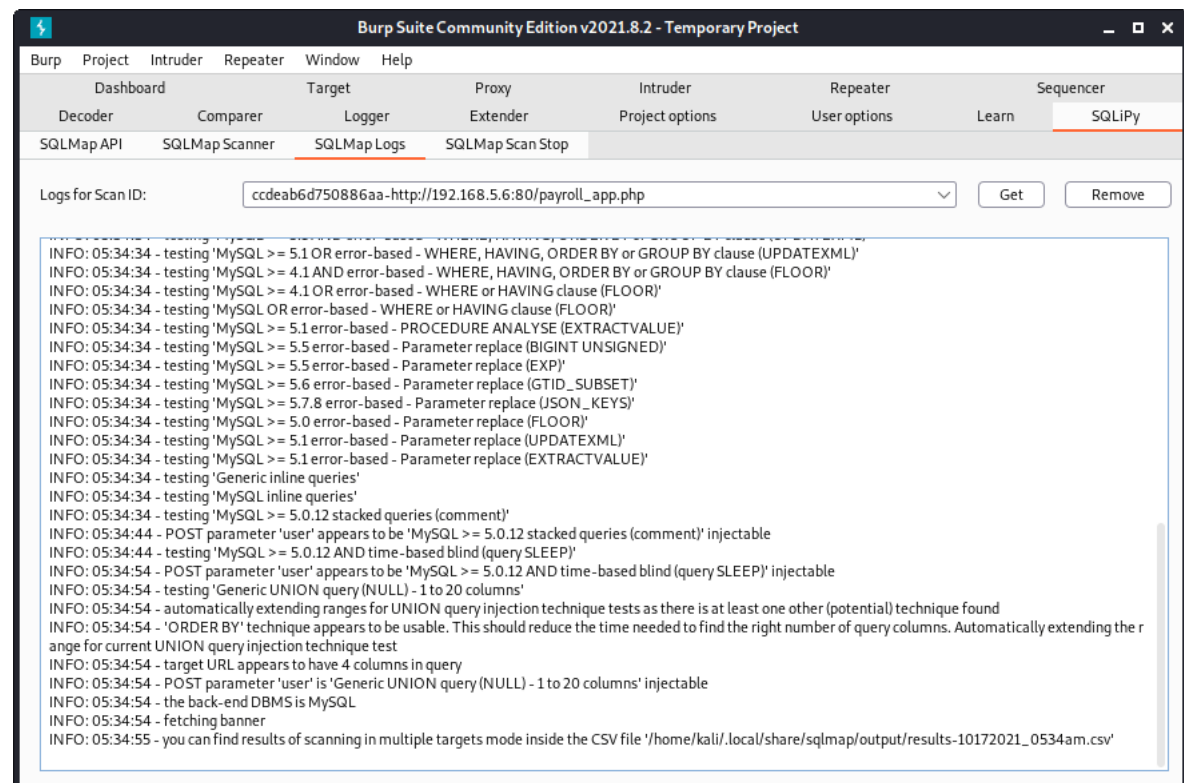 Burp Suite Community Edition v2021.8.2 - Temporary Project
Burp Project Intruder Repeater Window Help
Dashboard Target Proxy Intruder Repeater Sequencer
Decoder Comparer Logger Extender Project options User options Learn SQLiPy
SQLMap API SQLMap Scanner SQLMap Logs SQLMap Scan Stop
Logs for Scan ID: ccdeab6d750886aa-http://192.168.5.6:80/payroll_app.php Get Remove
INFO: 05:34:34 - testing 'MySQL >= 5.1 OR error-based - WHERE, HAVING, ORDER BY or GROUP BY clause (UPDATEXML)'
INFO: 05:34:34 - testing 'MySQL >= 4.1 AND error-based - WHERE, HAVING, ORDER BY or GROUP BY clause (FLOOR)'
INFO: 05:34:34 - testing 'MySQL >= 4.1 OR error-based - WHERE or HAVING clause (FLOOR)'
INFO: 05:34:34 - testing 'MySQL OR error-based - WHERE or HAVING clause (FLOOR)'
INFO: 05:34:34 - testing 'MySQL >= 5.1 error-based - PROCEDURE ANALYSE (EXTRACTVALUE)'
INFO: 05:34:34 - testing 'MySQL >= 5.5 error-based - Parameter replace (BIGINT UNSIGNED)'
INFO: 05:34:34 - testing 'MySQL >= 5.5 error-based - Parameter replace (EXP)'
INFO: 05:34:34 - testing 'MySQL >= 5.6 error-based - Parameter replace (GTID_SUBSET)'
INFO: 05:34:34 - testing 'MySQL >= 5.7.8 error-based - Parameter replace (JSON_KEYS)'
INFO: 05:34:34 - testing 'MySQL >= 5.0 error-based - Parameter replace (FLOOR)'
INFO: 05:34:34 - testing 'MySQL >= 5.1 error-based - Parameter replace (UPDATEXML)'
INFO: 05:34:34 - testing 'MySQL >= 5.1 error-based - Parameter replace (EXTRACTVALUE)'
INFO: 05:34:34 - testing 'Generic inline queries'
INFO: 05:34:34 - testing 'MySQL inline queries'
INFO: 05:34:34 - testing 'MySQL >= 5.0.12 stacked queries (comment)'
INFO: 05:34:44 - POST parameter 'user' appears to be 'MySQL >= 5.0.12 stacked queries (comment)' injectable
INFO: 05:34:44 - testing 'MySQL >= 5.0.12 AND time-based blind (query SLEEP)'
INFO: 05:34:54 - POST parameter 'user' appears to be 'MySQL >= 5.0.12 AND time-based blind (query SLEEP)' injectable
INFO: 05:34:54 - testing 'Generic UNION query (NULL) - 1 to 20 columns'
INFO: 05:34:54 - automatically extending ranges for UNION query injection technique tests as there is at least one other (potential) technique found
INFO: 05:34:54 - 'ORDER BY' technique appears to be usable. This should reduce the time needed to find the right number of query columns. Automatically extending the r
ange for current UNION query injection technique test
INFO: 05:34:54 - target URL appears to have 4 columns in query
INFO: 05:34:54 - POST parameter 'user' is 'Generic UNION query (NULL) - 1 to 20 columns' injectable
INFO: 05:34:54 - the back-end DBMS is MySQL
INFO: 05:34:54 - fetching banner
INFO: 05:34:55 - you can find results of scanning in multiple targets mode inside the CSV file '/home/kali/.local/share/sqlmap/output/results-10172021_0534am.csv'